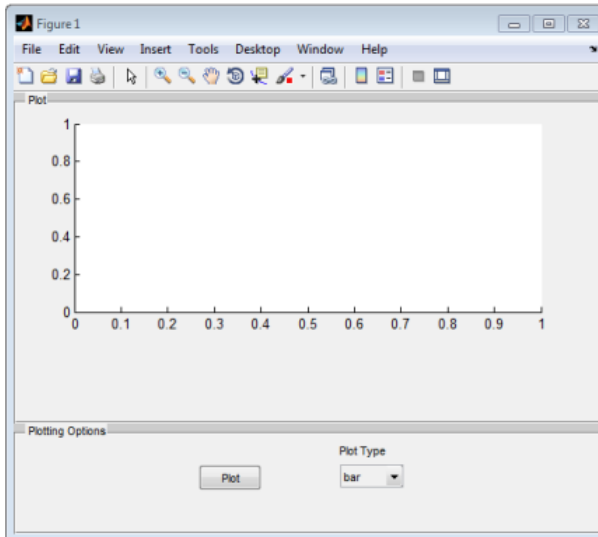 Figure 1
File Edit View Insert Tools Desktop Window Help
Plot
1
0.8
0.6
0.4
0.2
0
0 0.1 0.2 0.3 0.4 0.5 0.6 0.7 0.8 0.9 1
Plotting Options
Plot Type
Plot bar